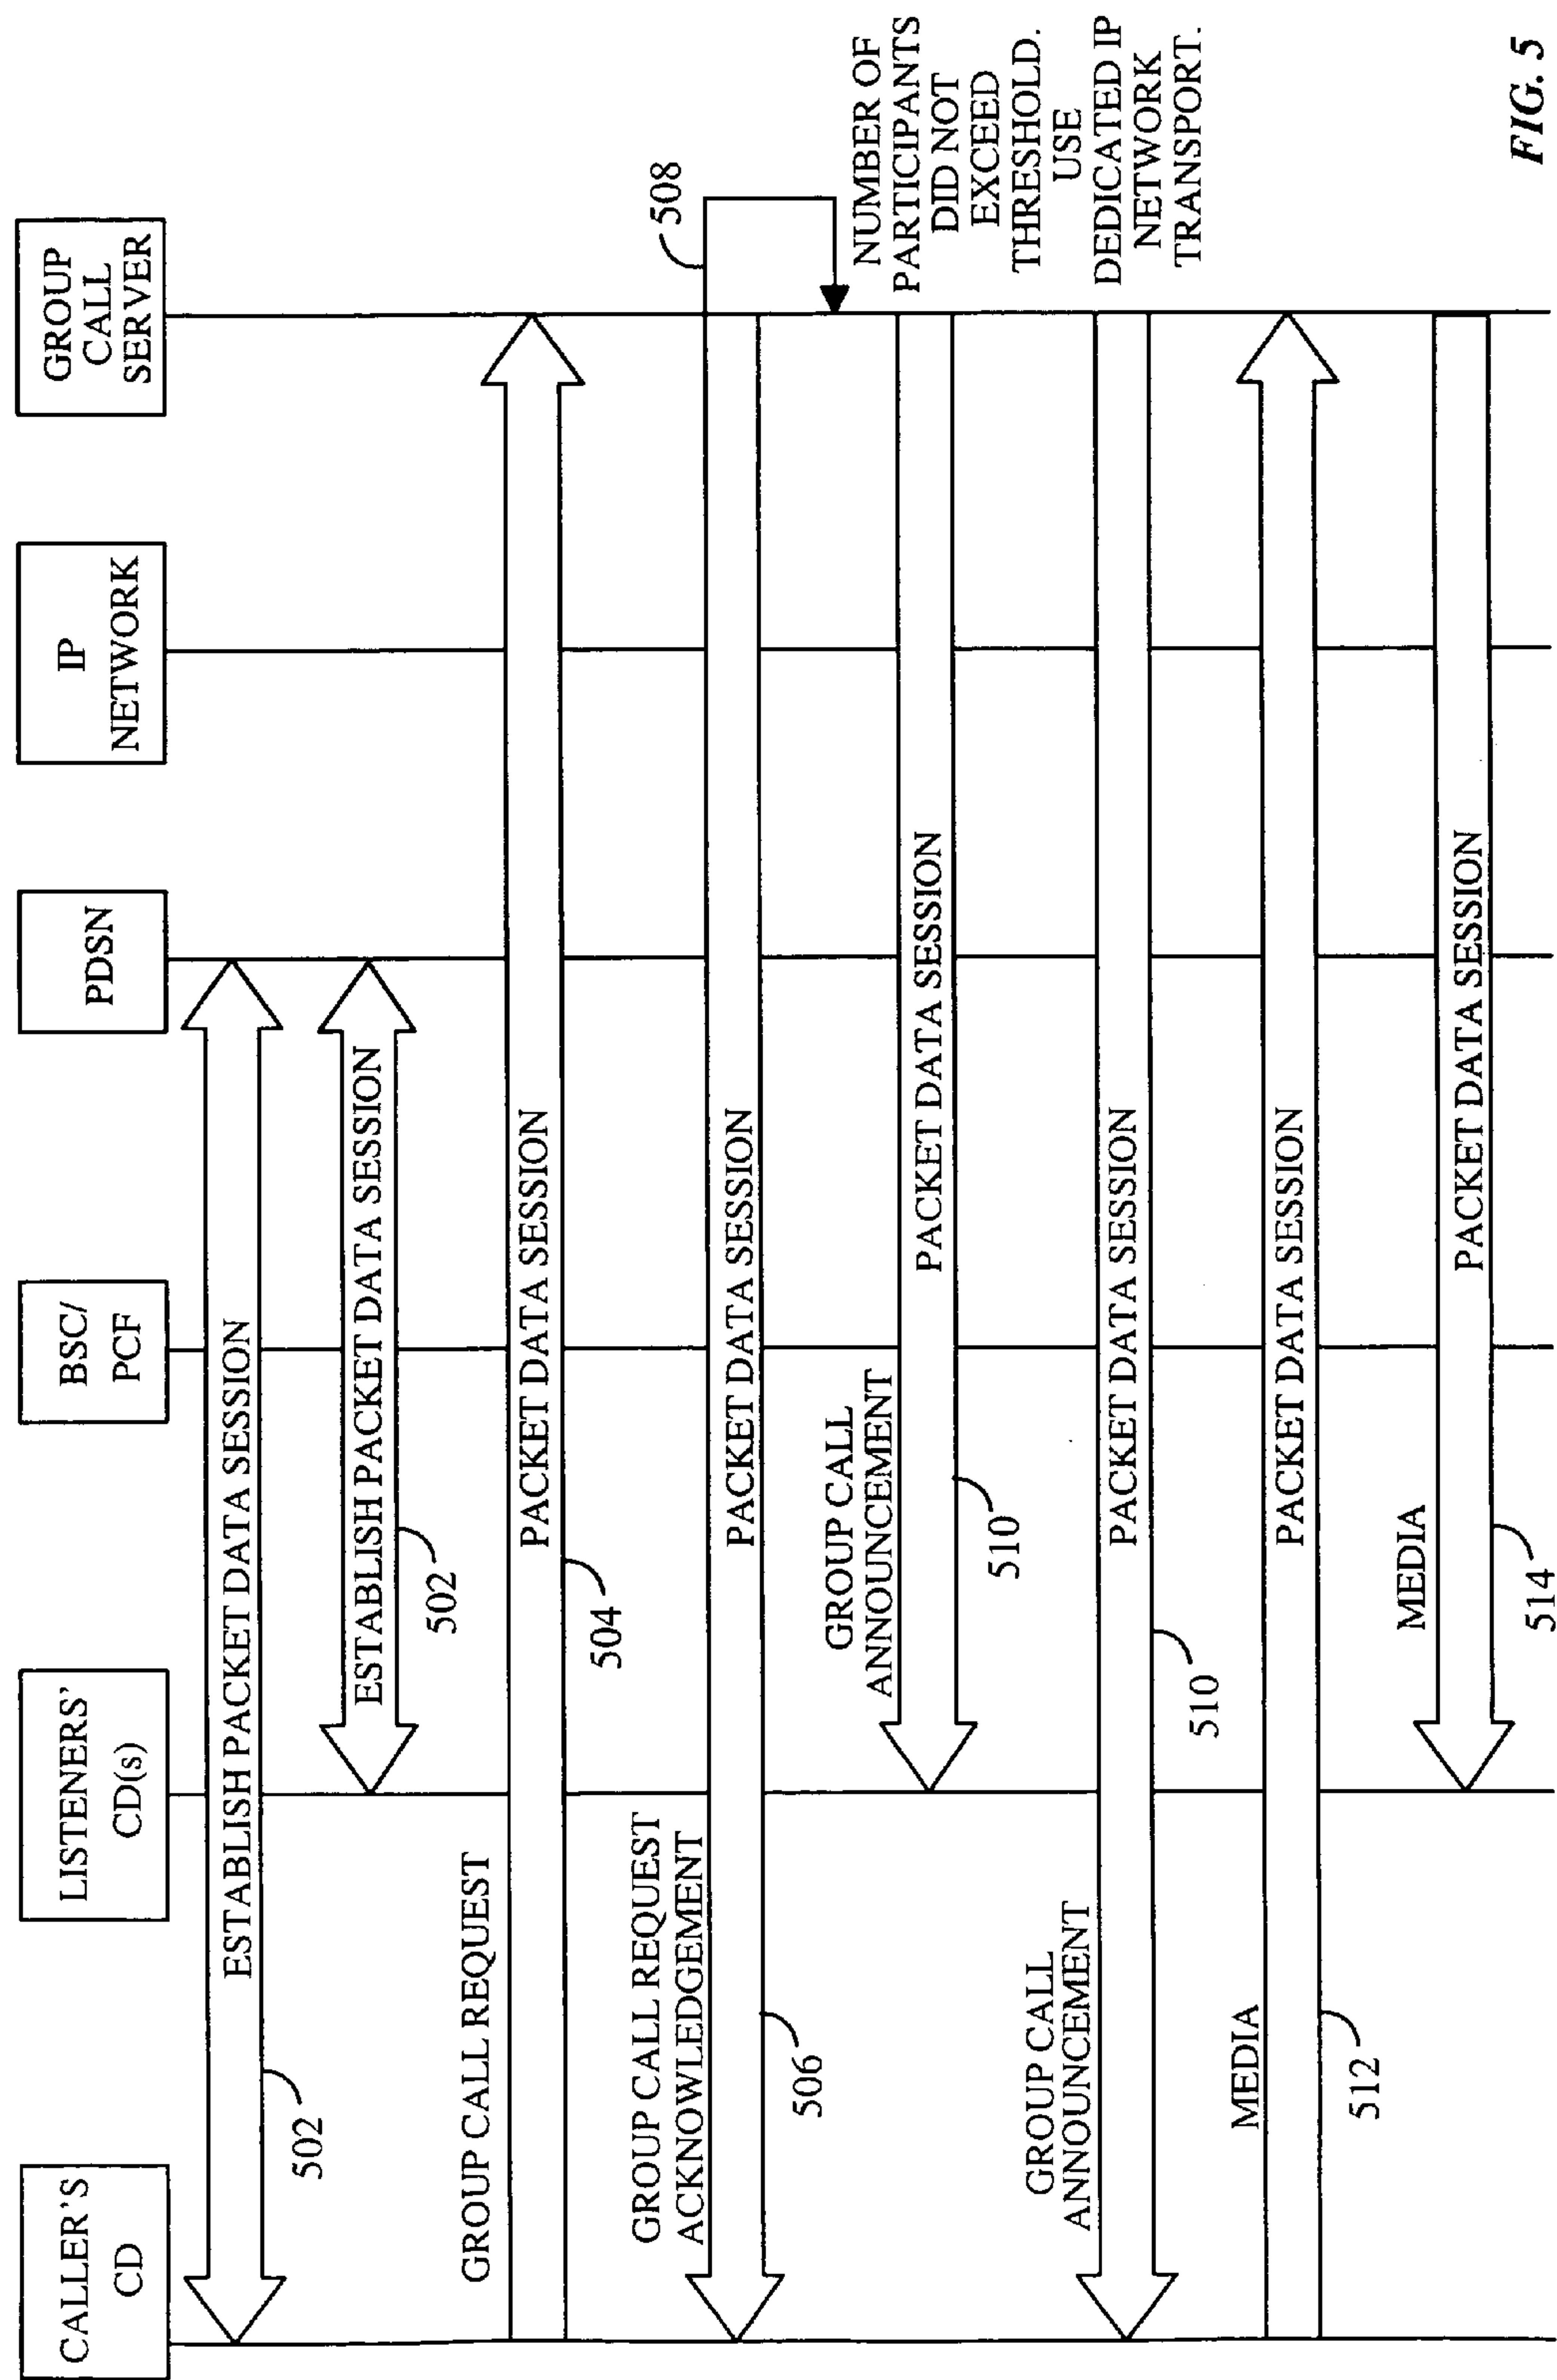 CALLER'S
CD
LISTENERS'
CD(s)
BSC/
PCF
PDSN
IP
NETWORK
GROUP
CALL
SERVER
ESTABLISH PACKET DATA SESSION
502
ESTABLISH PACKET DATA SESSION
502
GROUP CALL REQUEST
PACKET DATA SESSION
504
GROUP CALL REQUEST
ACKNOWLEDGEMENT
PACKET DATA SESSION
506
508
NUMBER OF
PARTICIPANTS
DID NOT
EXCEED
THRESHOLD.
USE
DEDICATED IP
NETWORK
TRANSPORT.
GROUP CALL
ANNOUNCEMENT
PACKET DATA SESSION
510
GROUP CALL
ANNOUNCEMENT
PACKET DATA SESSION
510
MEDIA
PACKET DATA SESSION
512
MEDIA
PACKET DATA SESSION
514
FIG. 5